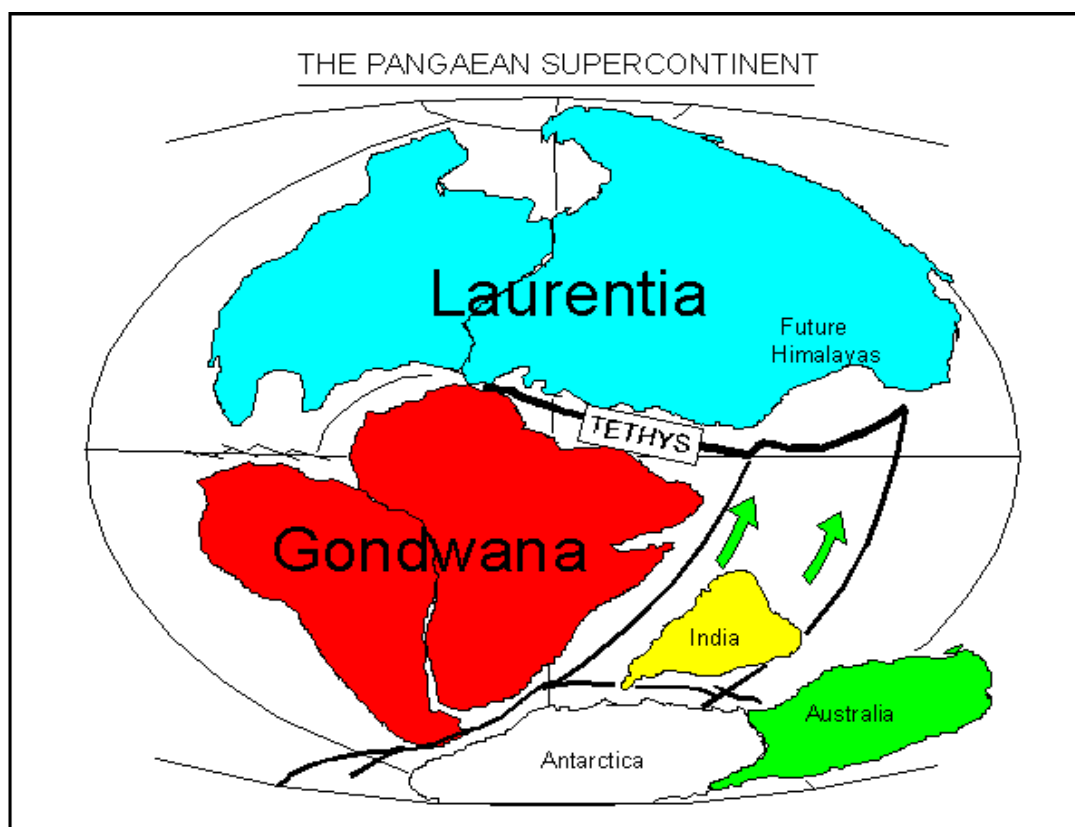 THE PANGAEAN SUPERCONTINENT
Laurentia
Future
Himalayas
TETHYS
Gondwana
India
Australia
Antarctica